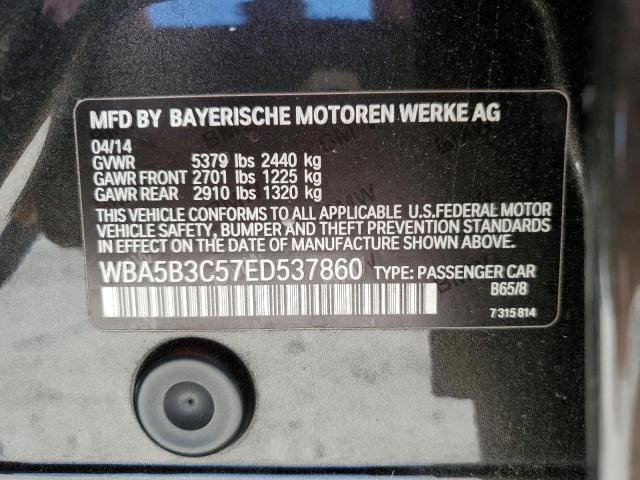 MFD BY BAYERISCHE MOTOREN WERKE AG
04/14
GVWR 5379 lbs 2440 kg
GAWR FRONT 2701 lbs 1225 kg
GAWR REAR 2910 lbs 1320 kg
THIS VEHICLE CONFORMS TO ALL APPLICABLE U.S.FEDERAL MOTOR
VEHICLE SAFETY, BUMPER AND THEFT PREVENTION STANDARDS
IN EFFECT ON THE DATE OF MANUFACTURE SHOWN ABOVE.
WBA5B3C57ED537860 TYPE: PASSENGER CAR
B65/8
7 315 814